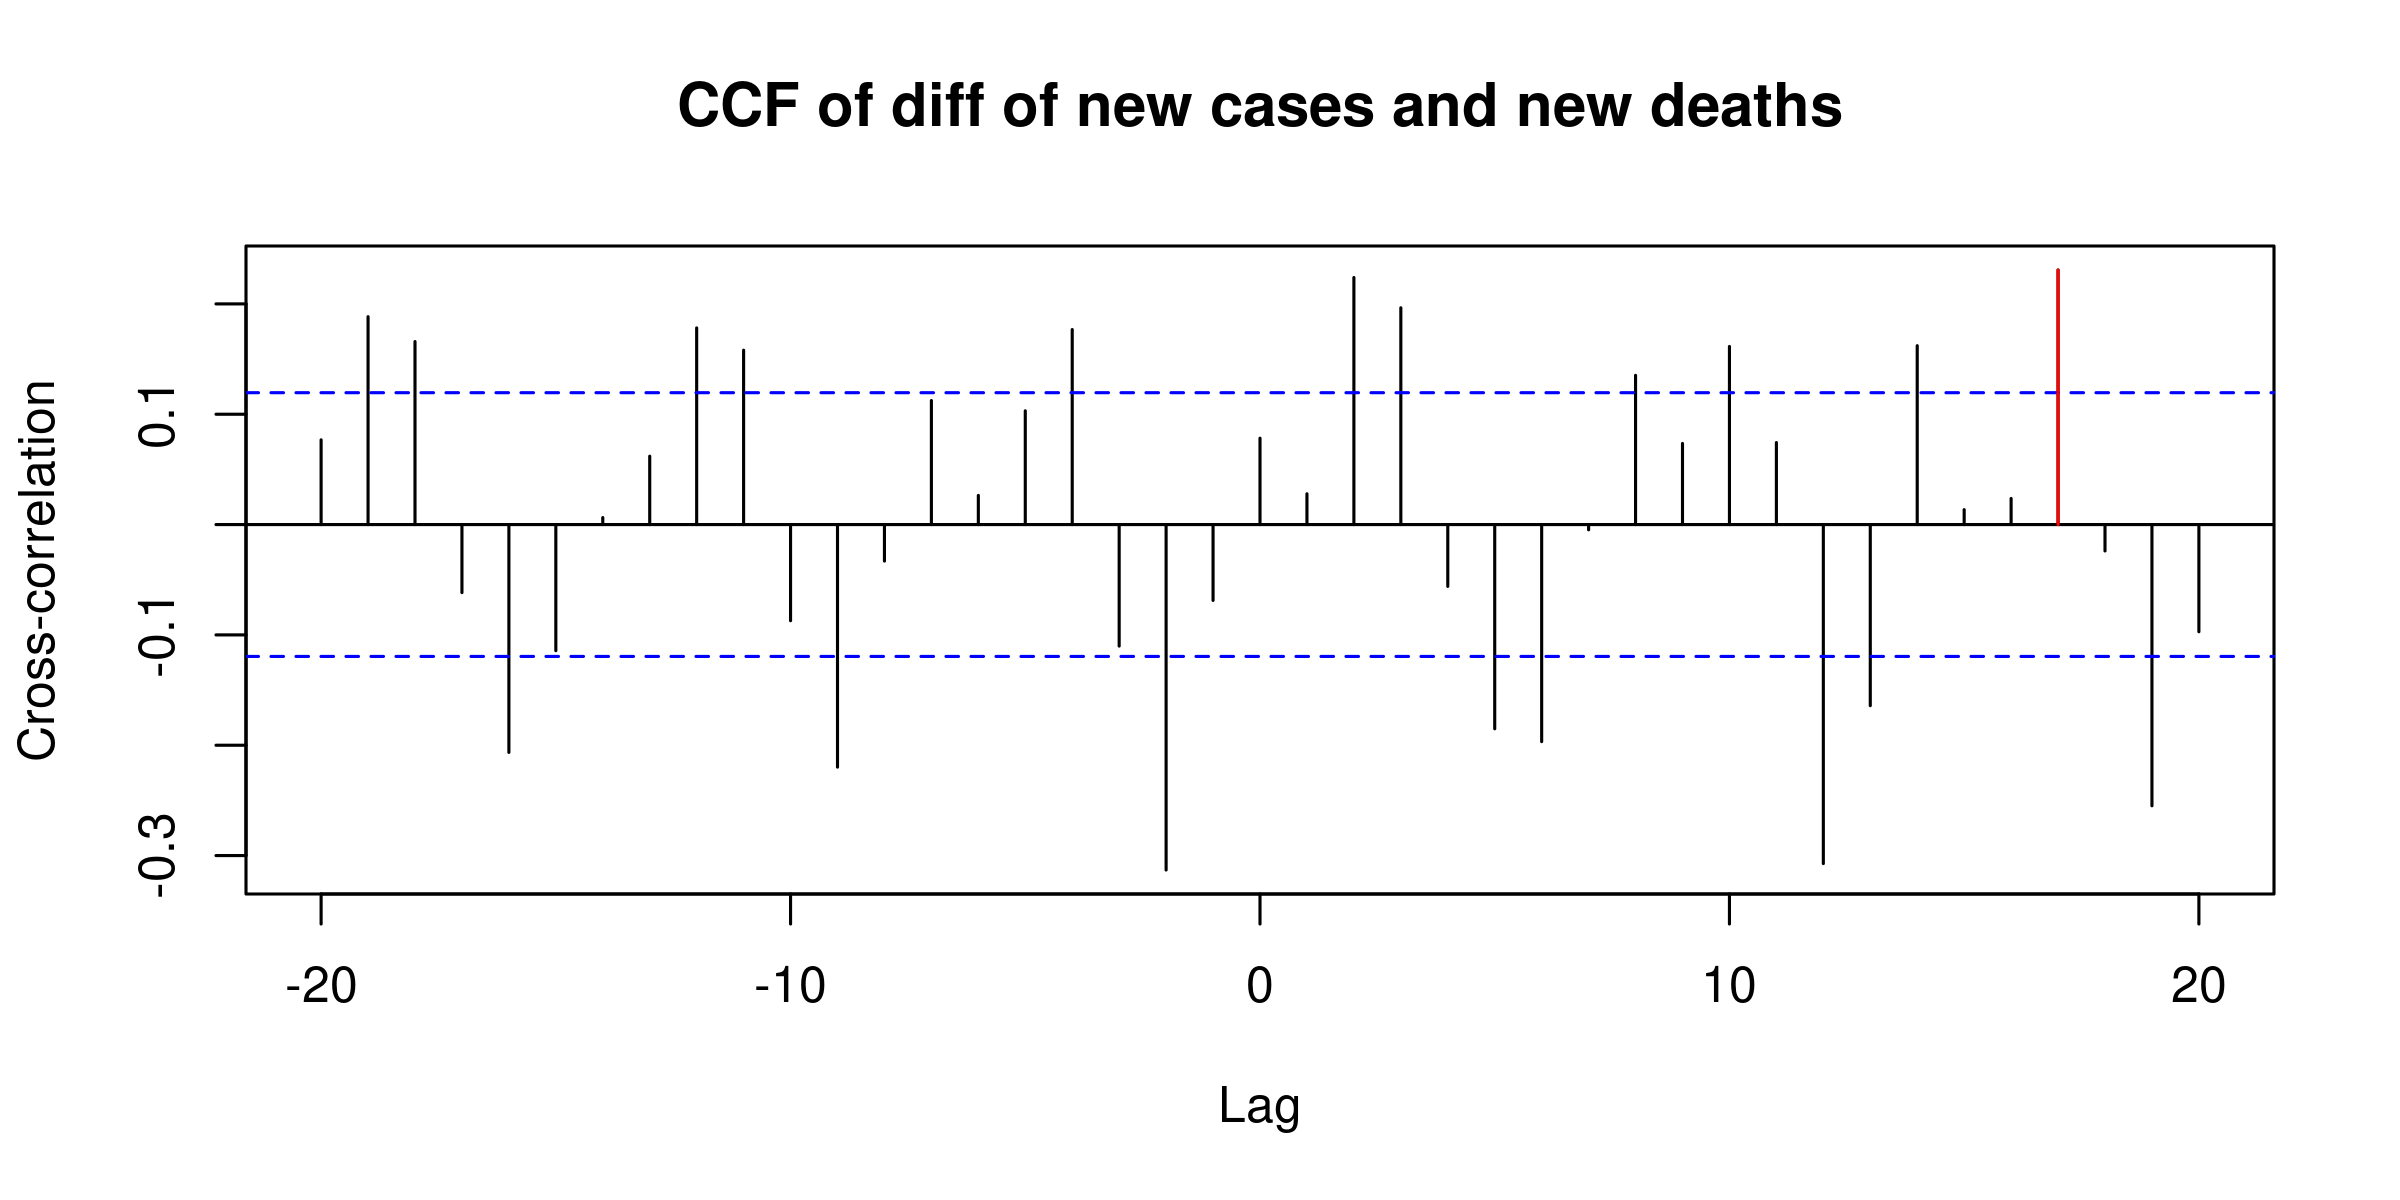 CCF of diff of new cases and new deaths
Cross-correlation
0.1
-0.1
-0.3
-20 -10 0 10 20
Lag